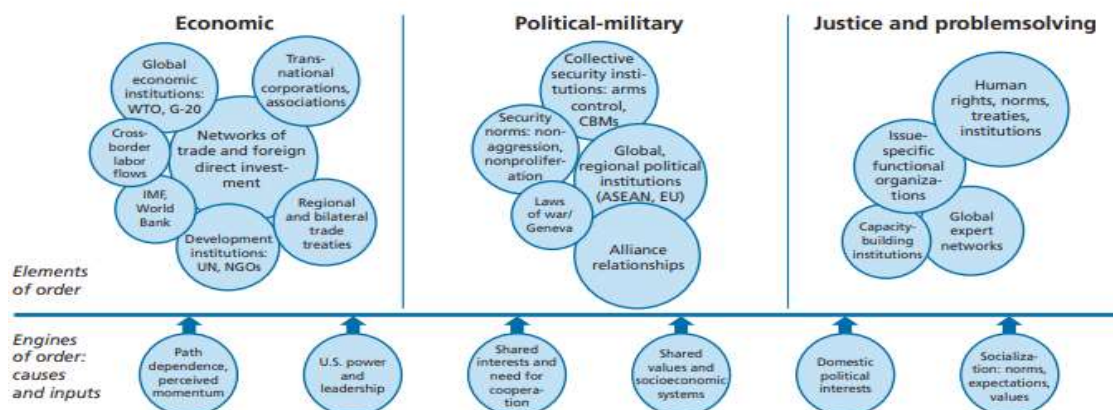 Economic
Political-military
Justice and problemsolving
Global
economic
institutions:
WTO, G-20
Trans-
national
corporations,
associations
Cross-
border
labor
flows
Networks of
trade and foreign
direct invest-
ment
IMF,
World
Bank
Development
institutions:
UN, NGOs
Regional
and bilateral
trade
treaties
Collective
security insti-
tutions: arms
control,
CBMs
Security
norms: non-
aggression,
nonprolifer-
ation
Global,
regional political
institutions
(ASEAN, EU)
Laws of war/
Geneva
Alliance
relationships
Human
rights, norms,
treaties,
institutions
Issue-
specific
functional
organiza-
tions
Capacity-
building
institutions
Global
expert
networks
Elements
of order
Engines
of order:
causes
and inputs
Path
dependence,
perceived
momentum
U.S. power
and
leadership
Shared
interests and
need for
coopera-
tion
Shared
values and
socioeconomic
systems
Domestic
political
interests
Socializa-
tion: norms,
expectations,
values